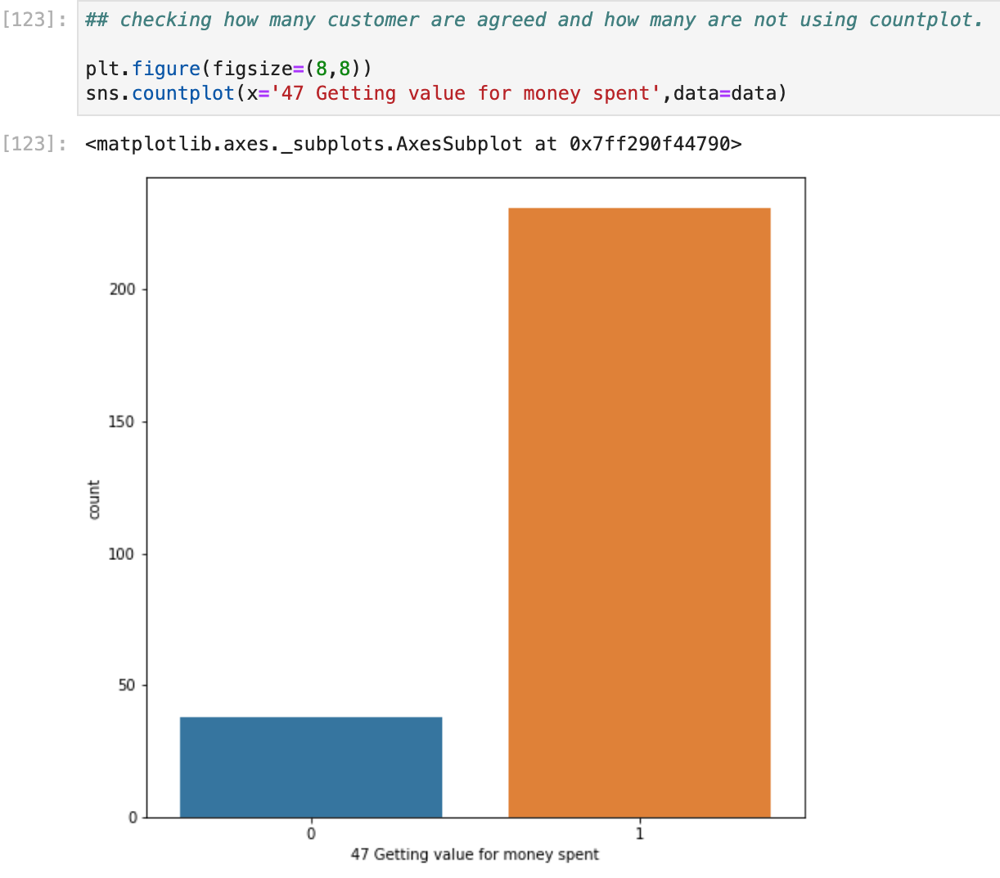 [123]: ## checking how many customer are agreed and how many are not using countplot.
plt.figure(figsize=(8,8))
sns.countplot(x='47 Getting value for money spent',data=data)
[123]: <matplotlib.axes._subplots.AxesSubplot at 0x7ff290f44790>
200
150
100
50
0
count
0 1
47 Getting value for money spent